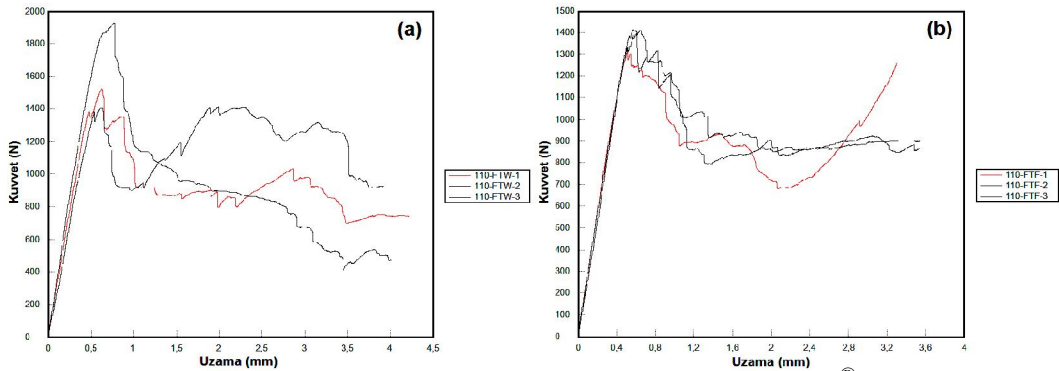 (a)
Kuvvet (N)
2000
1800
1600
1400
1200
1000
800
600
400
200
0
0 0,5 1 1,5 2 2,5 3 3,5 4 4,5
Uzama (mm)
110-FTW-1
110-FTW-2
110-FTW-3
(b)
Kuvvet (N)
1500
1400
1300
1200
1100
1000
900
800
700
600
500
400
300
200
100
0
0 0,4 0,8 1,2 1,6 2 2,4 2,8 3,2 3,6 4
Uzama (mm)
110-FTF-1
110-FTF-2
110-FTF-3